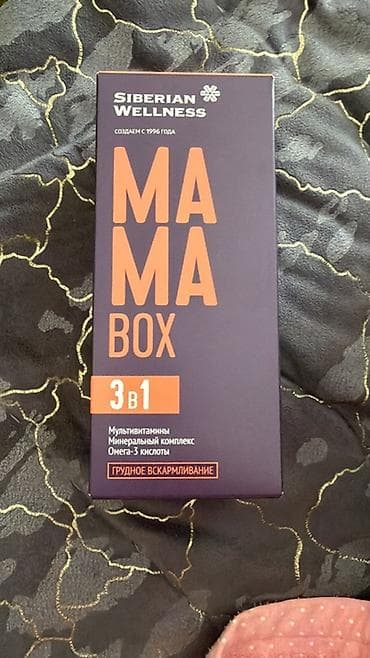 SIBERIAN
WELLNESS
СОЗДАЕМ С 1996 ГОДА
MA
MA
BOX
3 в 1
Мультивитамины
Минеральный комплекс
Омега-3 кислоты
ГРУДНОЕ ВСКАРМЛИВАНИЕ